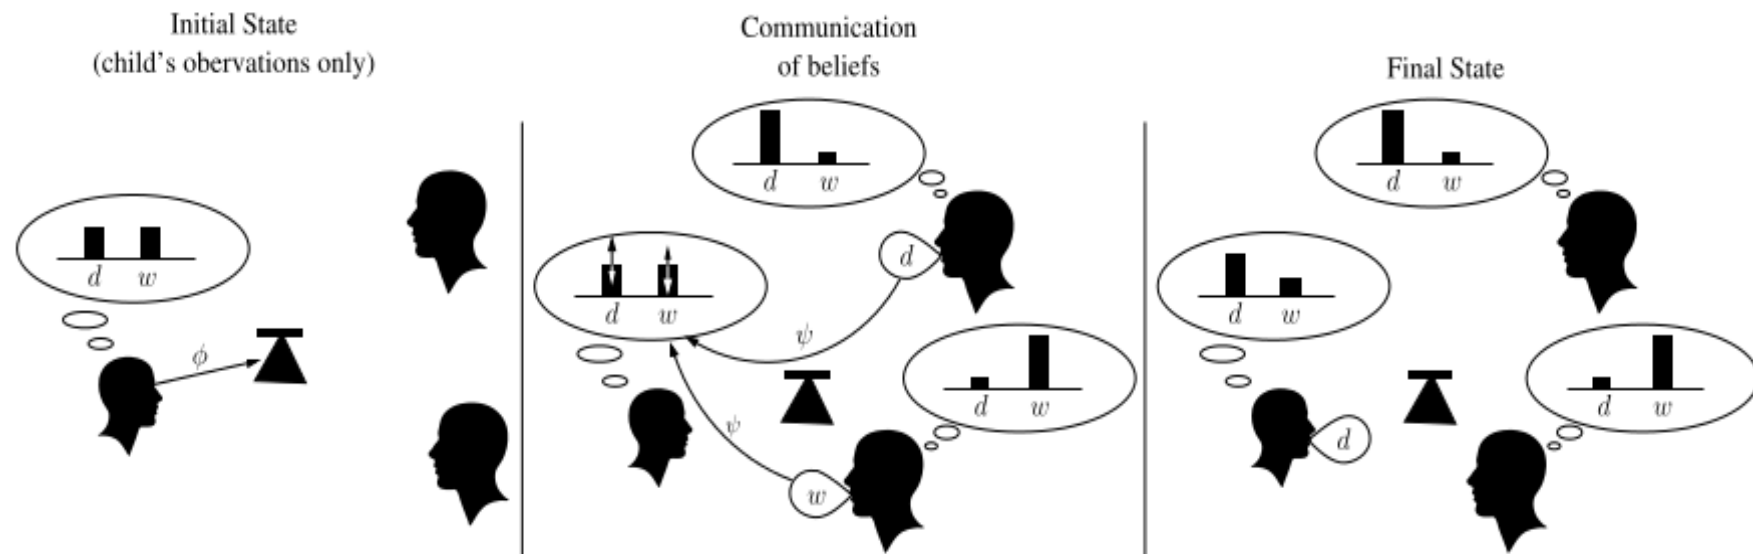 Initial State
(child's obervations only)
d w
ϕ
Communication
of beliefs
d w
d
d w
ψ
d w
ψ
w
Final State
d w
d w
d w
d